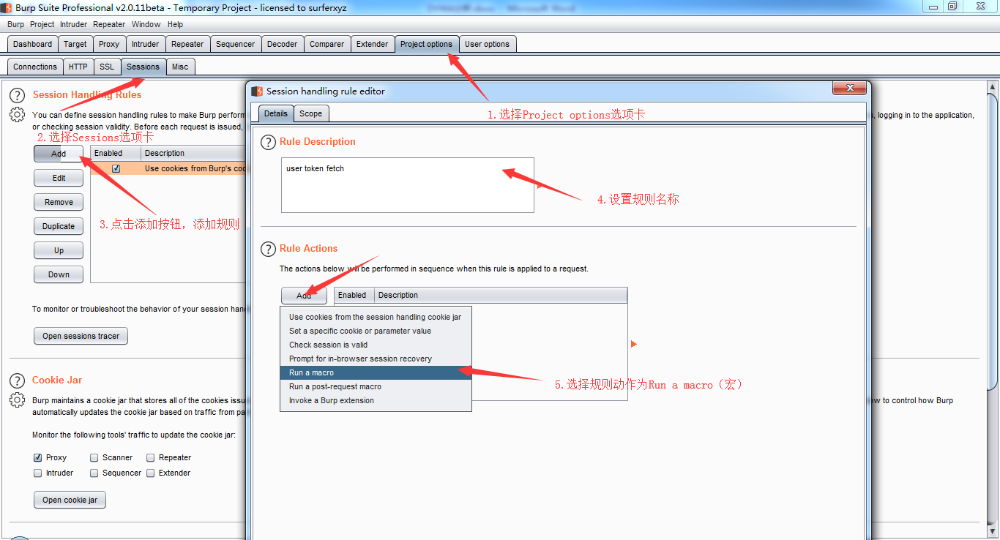 Burp Suite Professional v2.0.11beta - Temporary Project - licensed to surferxyz
Burp Project Intruder Repeater Window Help
Dashboard Target Proxy Intruder Repeater Sequencer Decoder Comparer Extender Project options User options
Connections HTTP SSL Sessions Misc
Session Handling Rules
You can define session handling rules to make Burp perform
, logging in to the application,
or checking session validity. Before each request is issued,
2.选择Sessions选项卡
Add
Enabled Description
Use cookies from Burp's coo
Edit
Remove
3.点击添加按钮，添加规则
Duplicate
Up
Down
To monitor or troubleshoot the behavior of your session han
Open sessions tracer
Cookie Jar
Burp maintains a cookie jar that stores all of the cookies issu
ow to control how Burp
automatically updates the cookie jar based on traffic from pa
Monitor the following tools' traffic to update the cookie jar:
Proxy Scanner Repeater
Intruder Sequencer Extender
Open cookie jar
Session handling rule editor
Details Scope
1.选择Project options选项卡
Rule Description
user token fetch
4.设置规则名称
Rule Actions
The actions below will be performed in sequence when this rule is applied to a request.
Add
Enabled Description
Use cookies from the session handling cookie jar
Set a specific cookie or parameter value
Check session is valid
Prompt for in-browser session recovery
Run a macro
Run a post-request macro
Invoke a Burp extension
5.选择规则动作为Run a macro（宏）